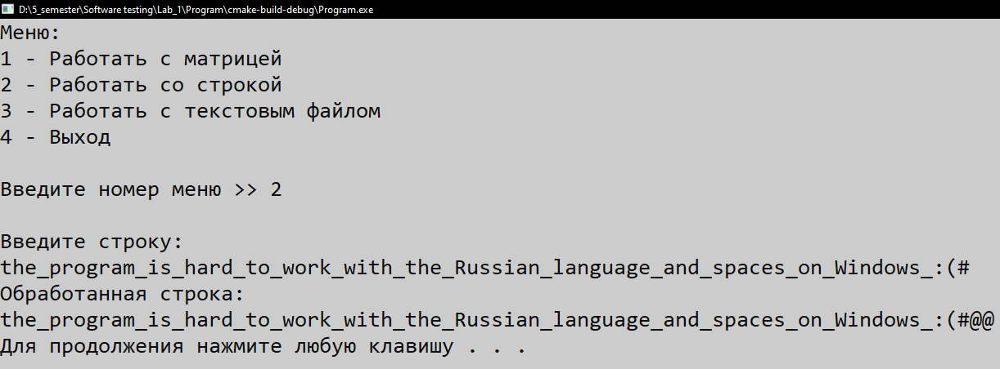 D:\5_semester\Software testing\Lab_1\Program\cmake-build-debug\Program.exe
Меню:
1 - Работать с матрицей
2 - Работать со строкой
3 - Работать с текстовым файлом
4 - Выход
Введите номер меню >> 2
Введите строку:
the_program_is_hard_to_work_with_the_Russian_language_and_spaces_on_Windows_:(#
Обработанная строка:
the_program_is_hard_to_work_with_the_Russian_language_and_spaces_on_Windows_:(#@@
Для продолжения нажмите любую клавишу . . .